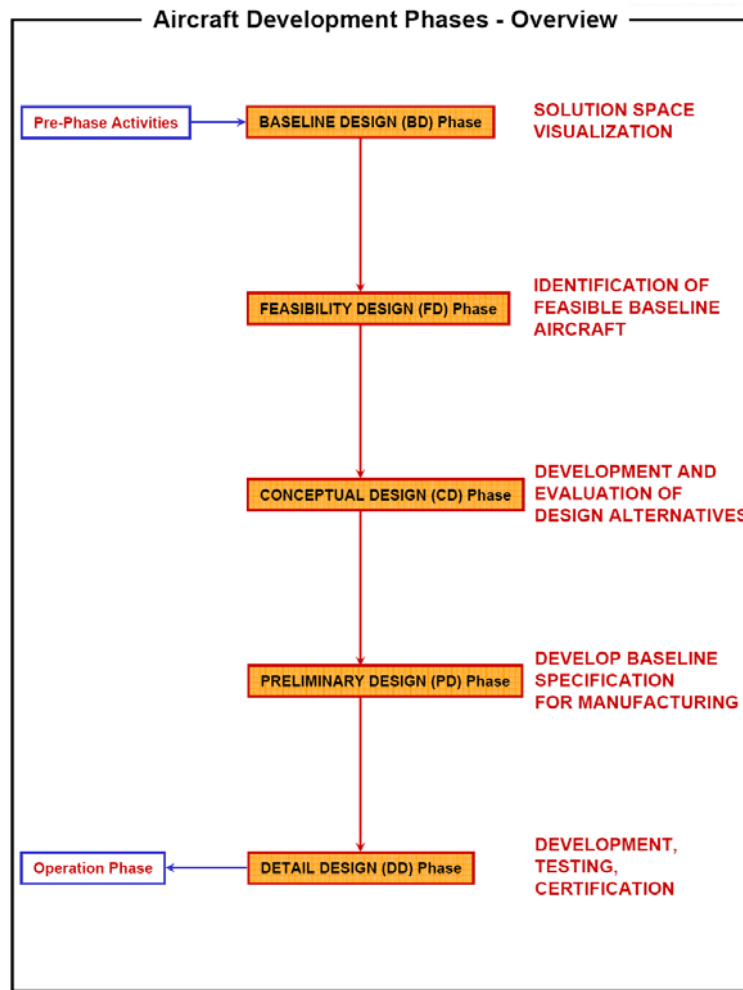 Aircraft Development Phases - Overview
Pre-Phase Activities
BASELINE DESIGN (BD) Phase
SOLUTION SPACE
VISUALIZATION
FEASIBILITY DESIGN (FD) Phase
IDENTIFICATION OF
FEASIBLE BASELINE
AIRCRAFT
CONCEPTUAL DESIGN (CD) Phase
DEVELOPMENT AND
EVALUATION OF
DESIGN ALTERNATIVES
PRELIMINARY DESIGN (PD) Phase
DEVELOP BASELINE
SPECIFICATION
FOR MANUFACTURING
Operation Phase
DETAIL DESIGN (DD) Phase
DEVELOPMENT,
TESTING,
CERTIFICATION